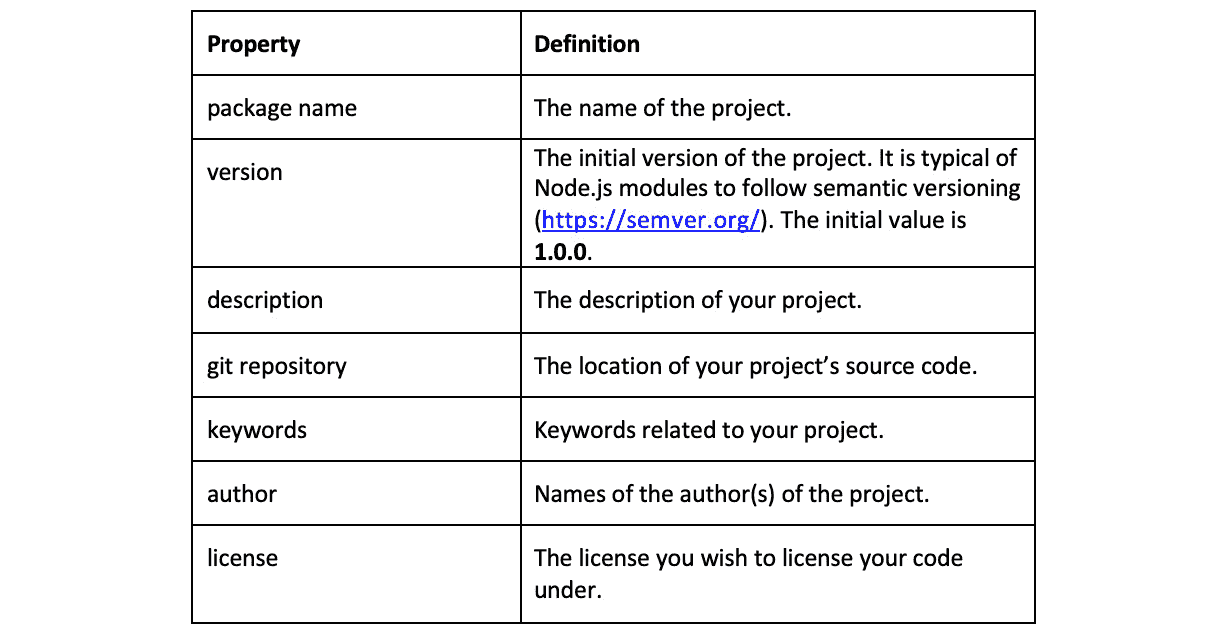 Property
Definition
package name
The name of the project.
version
The initial version of the project. It is typical of
Node.js modules to follow semantic versioning
(https://semver.org/). The initial value is
1.0.0.
description
The description of your project.
git repository
The location of your project’s source code.
keywords
Keywords related to your project.
author
Names of the author(s) of the project.
license
The license you wish to license your code
under.